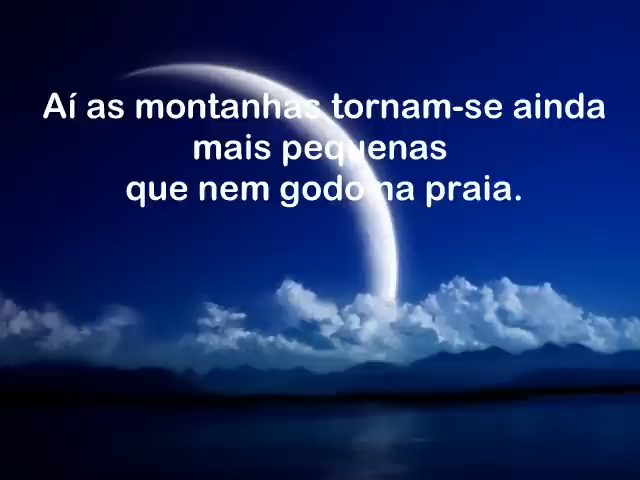 Aí as montanhas tornam-se ainda
mais pequenas
que nem godo na praia.